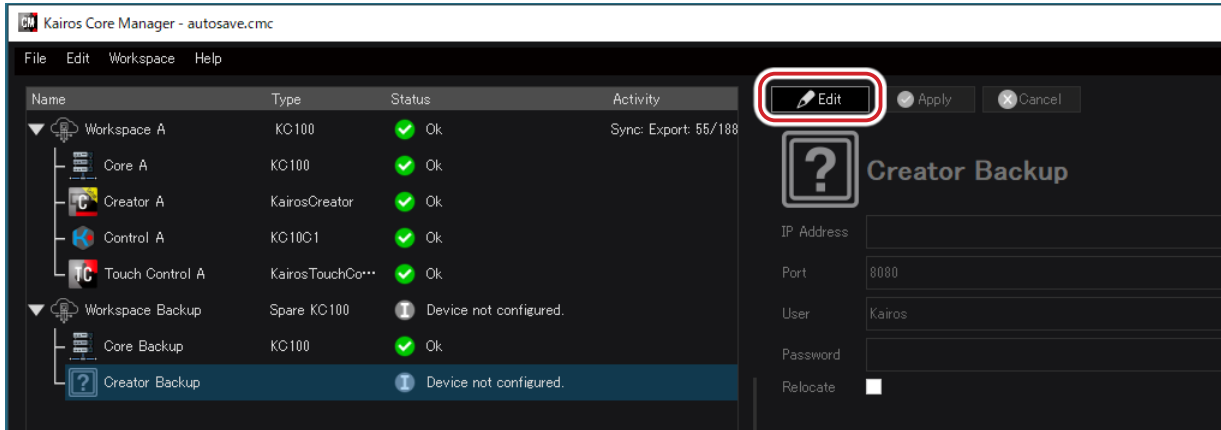 CM Kairos Core Manager - autosave.cmc
File Edit Workspace Help
Name Type Status Activity
Edit Apply Cancel
Workspace A KC100 Ok Sync: Export: 55/188
Core A KC100 Ok
Creator A KairosCreator Ok
Control A KC10C1 Ok
TC Touch Control A KairosTouchCo··· Ok
Workspace Backup Spare KC100 Device not configured.
Core Backup KC100 Ok
? Creator Backup Device not configured.
? Creator Backup
IP Address
Port 8080
User Kairos
Password
Relocate